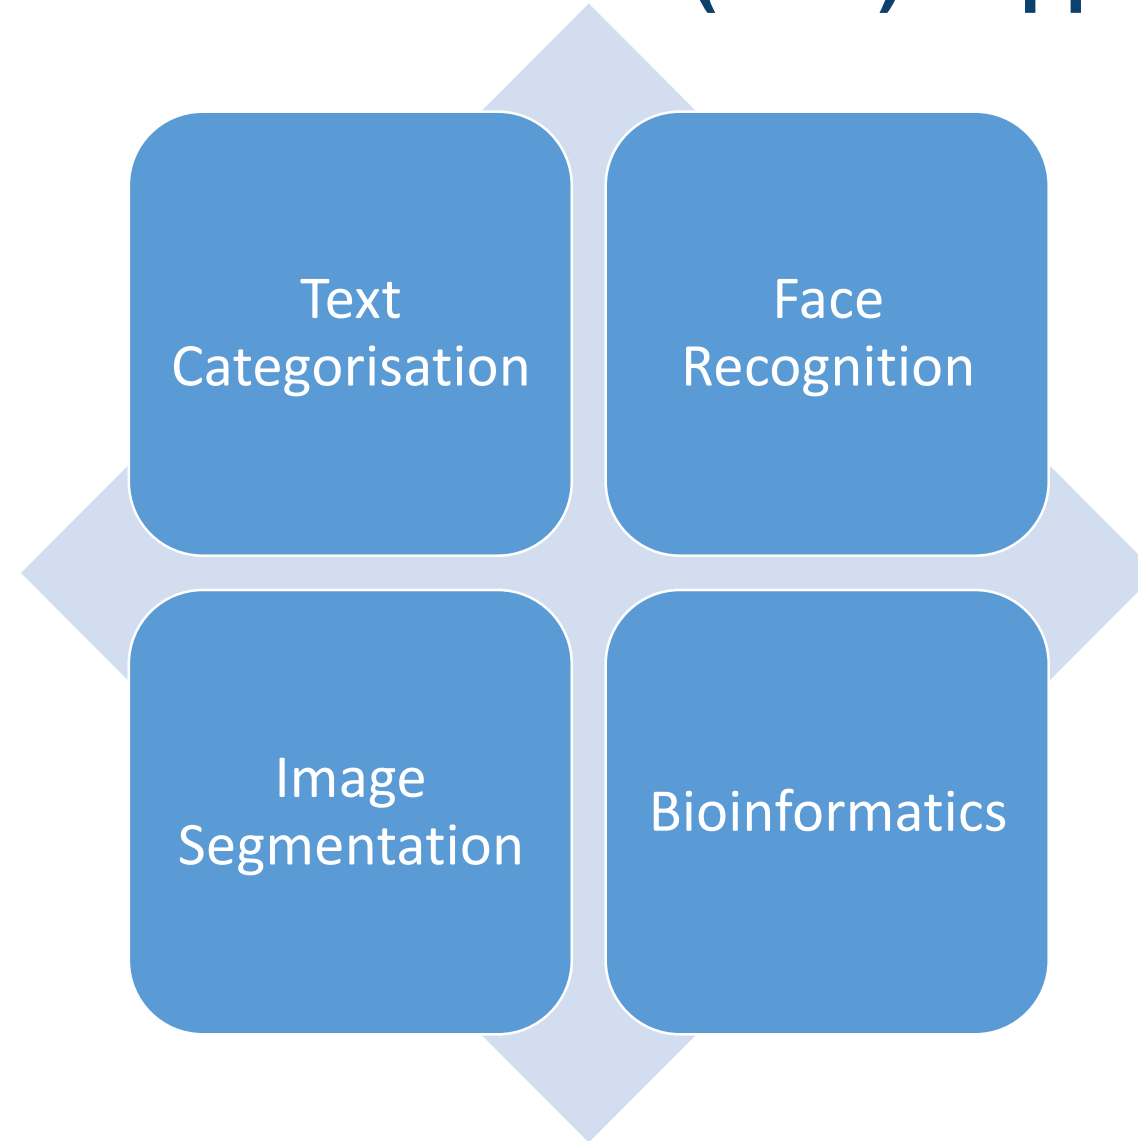 Text
Categorisation
Face
Recognition
Image
Segmentation
Bioinformatics